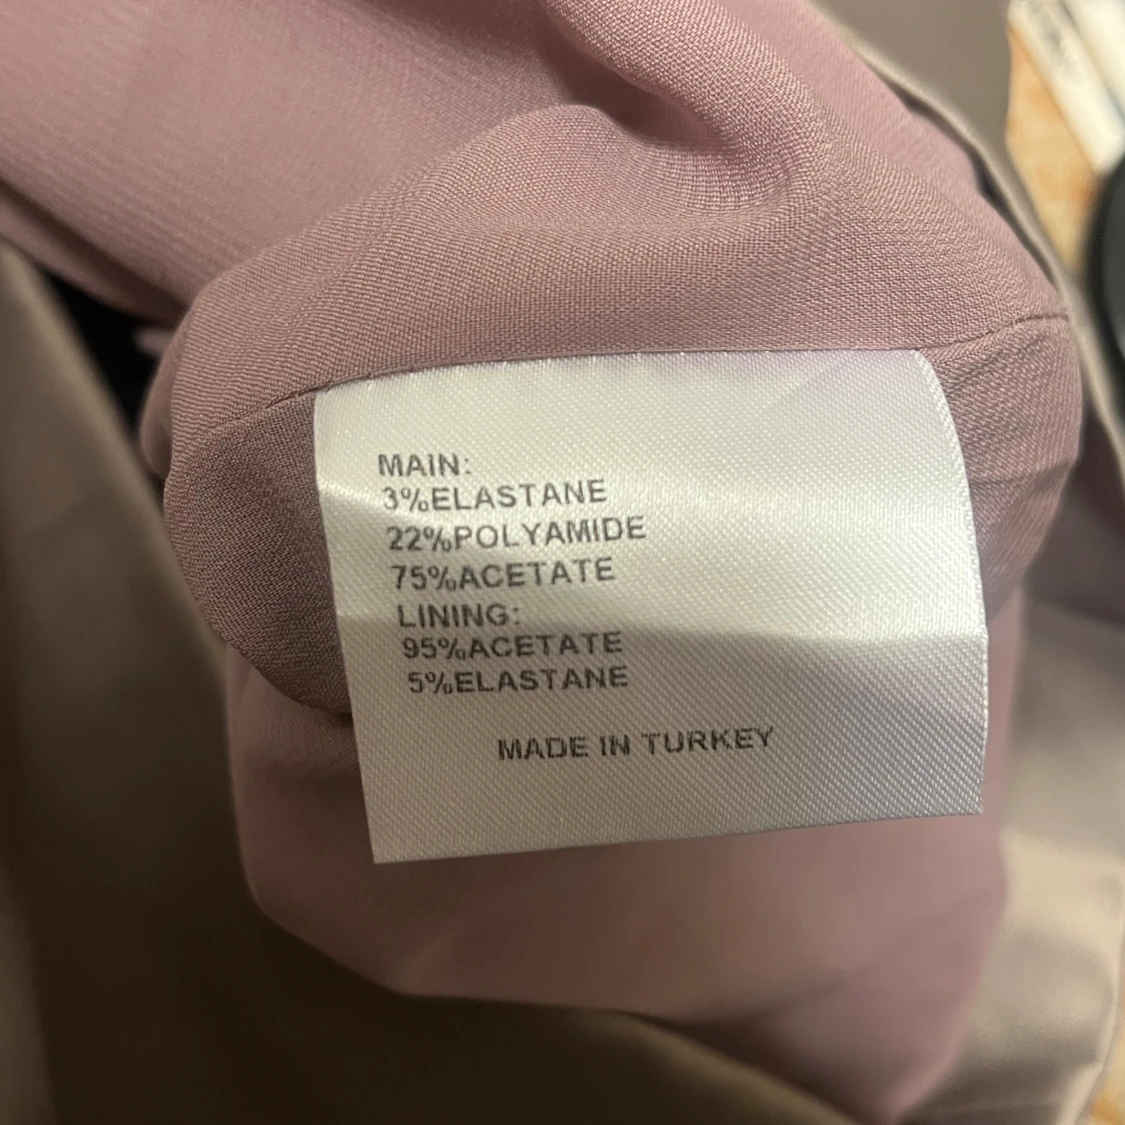 MAIN:
3%ELASTANE
22%POLYAMIDE
75%ACETATE
LINING:
95%ACETATE
5%ELASTANE
MADE IN TURKEY